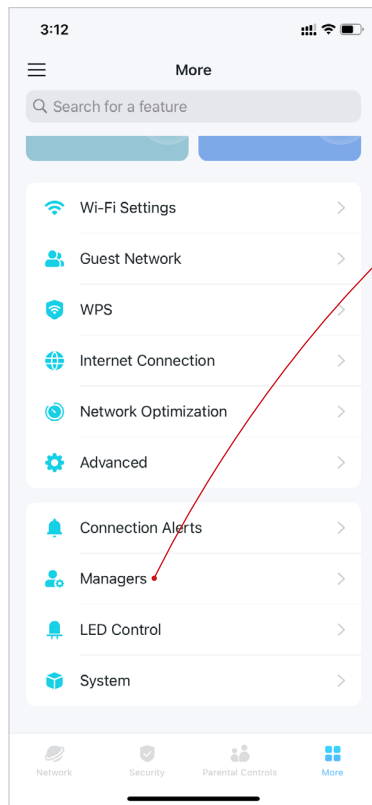 3:12
More
Search for a feature
Wi-Fi Settings
Guest Network
WPS
Internet Connection
Network Optimization
Advanced
Connection Alerts
Managers
LED Control
System
Network Security Parental Controls More